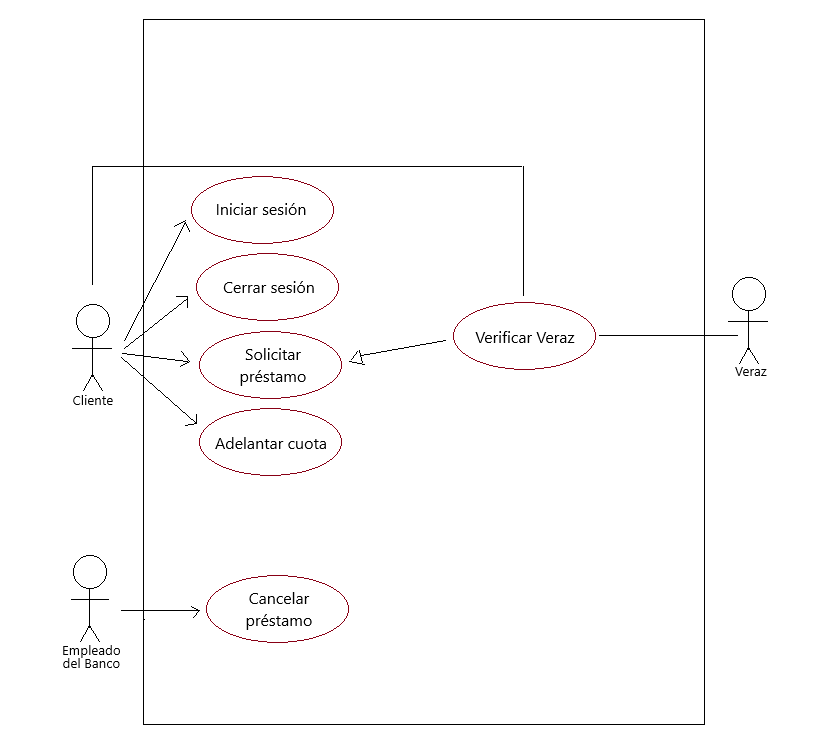 Iniciar sesión
Cerrar sesión
Solicitar
préstamo
Verificar Veraz
Veraz
Cliente
Adelantar cuota
Cancelar
préstamo
Empleado
del Banco